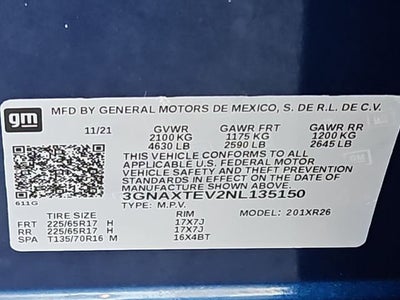 gm MFD BY GENERAL MOTORS DE MEXICO, S. DE R.L. DE C.V.
11/21 GVWR GAWR FRT GAWR RR
2100 KG 1175 KG 1200 KG
4630 LB 2590 LB 2645 LB
THIS VEHICLE CONFORMS TO ALL
APPLICABLE U.S. FEDERAL MOTOR
VEHICLE SAFETY AND THEFT PREVENTION
STANDARDS IN EFFECT ON THE DATE OF
MANUFACTURE SHOWN ABOVE.
3GNAXTEV2NL135150
611G TYPE: M.P.V. MODEL: 201XR26
RIM
FRT 225/65R17 H 17X7J
RR 225/65R17 H 17X7J
SPA T135/70R16 M 16X4BT